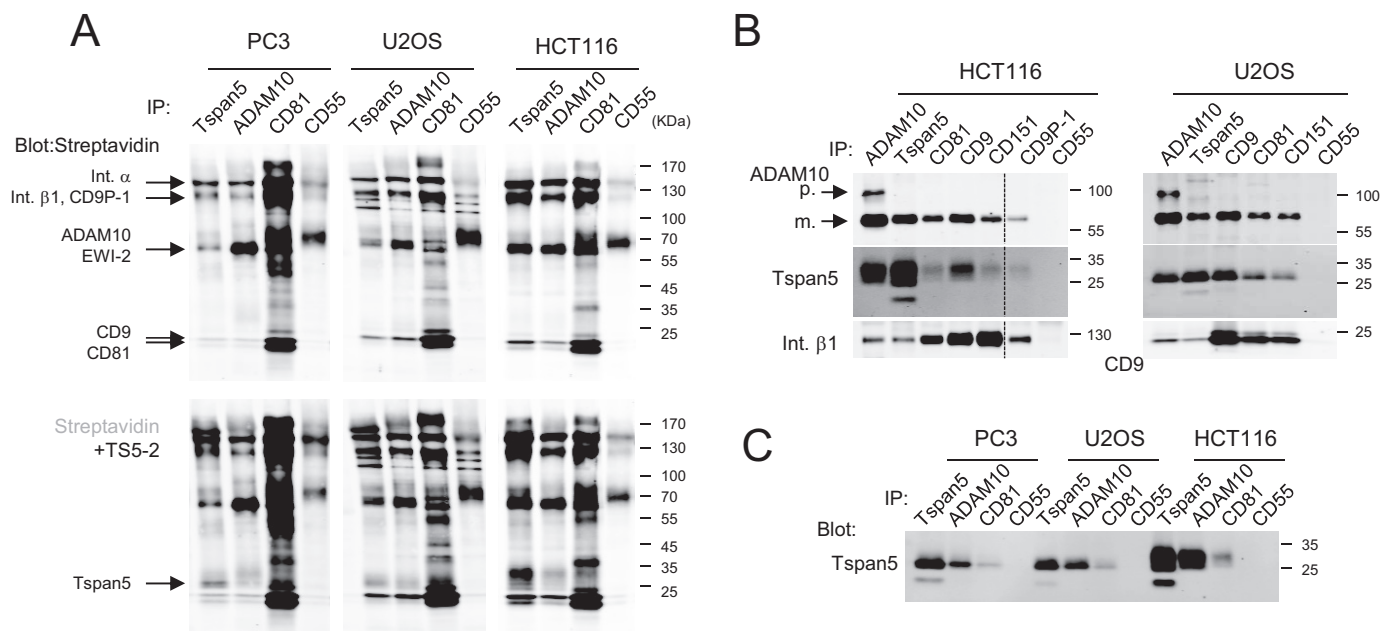 A
PC3
U2OS
HCT116
IP:
Tspan5
ADAM10
CD81
CD55
Tspan5
ADAM10
CD81
CD55
Tspan5
ADAM10
CD81
CD55
(KDa)
Blot:Streptavidin
Int. α
Int. β1, CD9P-1
ADAM10
EWI-2
CD9
CD81
170
130
100
70
55
45
35
25
Streptavidin
+TS5-2
Tspan5
170
130
100
70
55
45
35
25
B
HCT116
U2OS
IP:
ADAM10
Tspan5
CD81
CD9
CD151
CD9P-1
CD55
IP:
ADAM10
Tspan5
CD9
CD81
CD151
CD55
ADAM10
p.
m.
100
55
100
55
Tspan5
35
25
35
25
Int. β1
130
25
CD9
C
PC3
U2OS
HCT116
IP:
Tspan5
ADAM10
CD81
CD55
Tspan5
ADAM10
CD81
CD55
Tspan5
ADAM10
CD81
CD55
Blot:
Tspan5
35
25